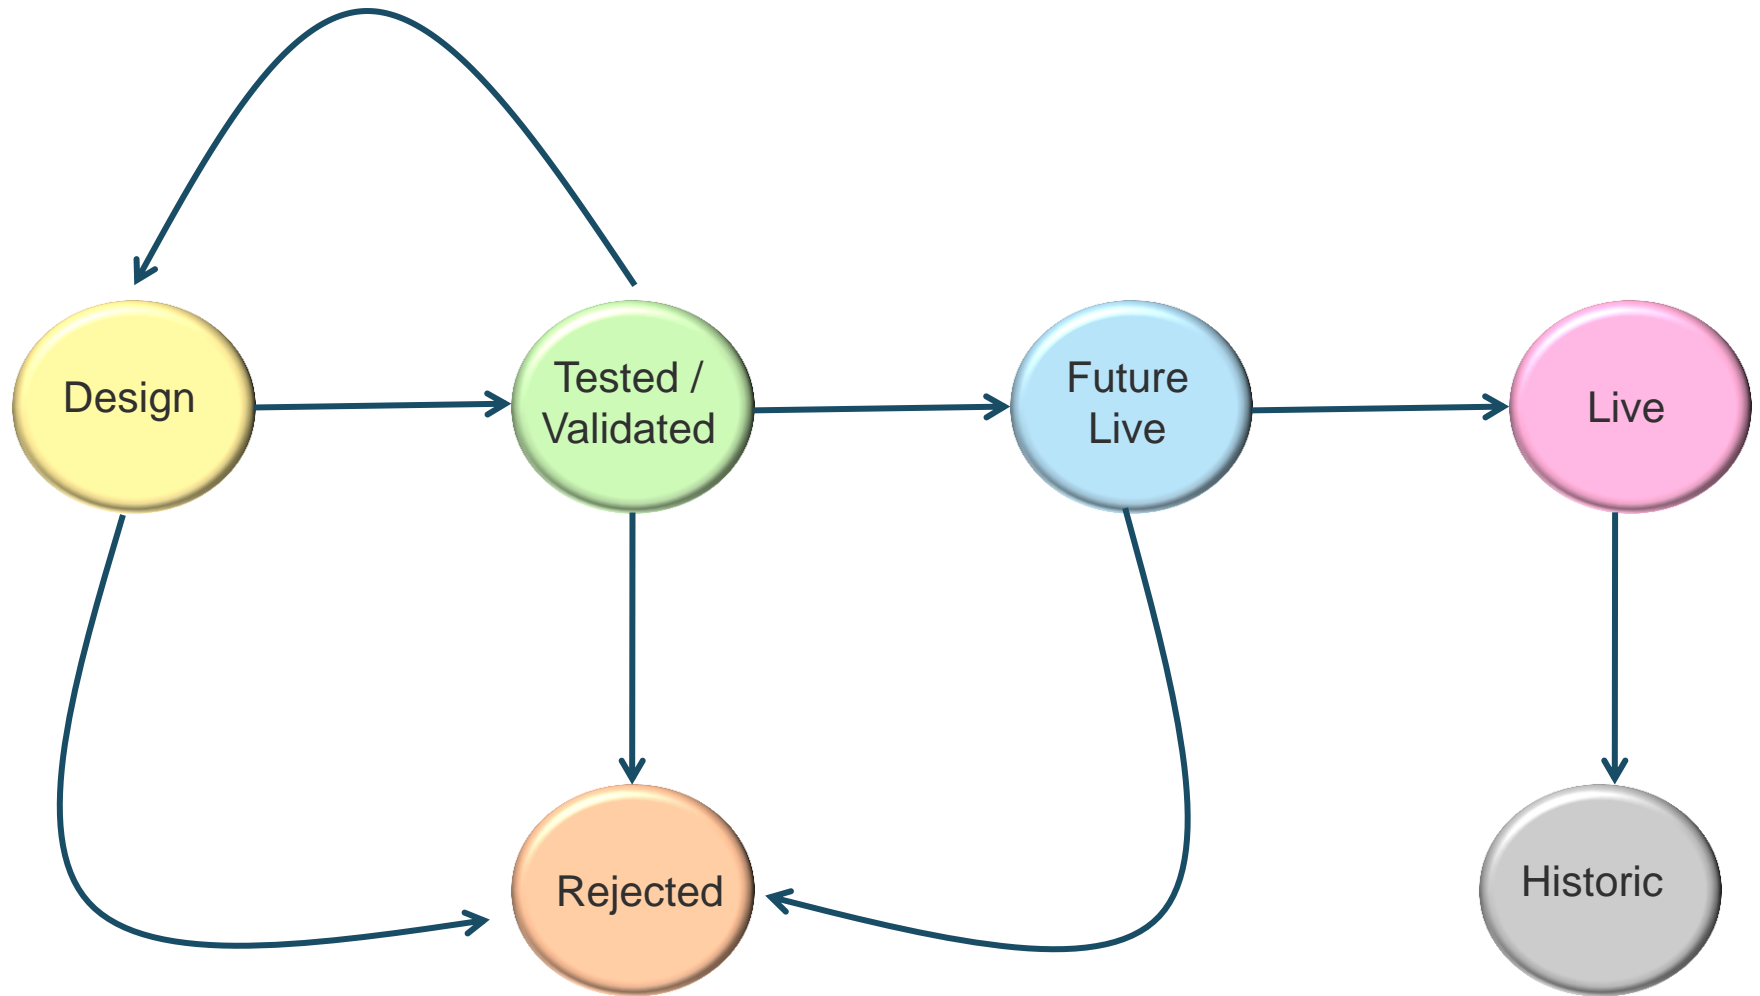 Design
Tested /
Validated
Future
Live
Live
Rejected
Historic